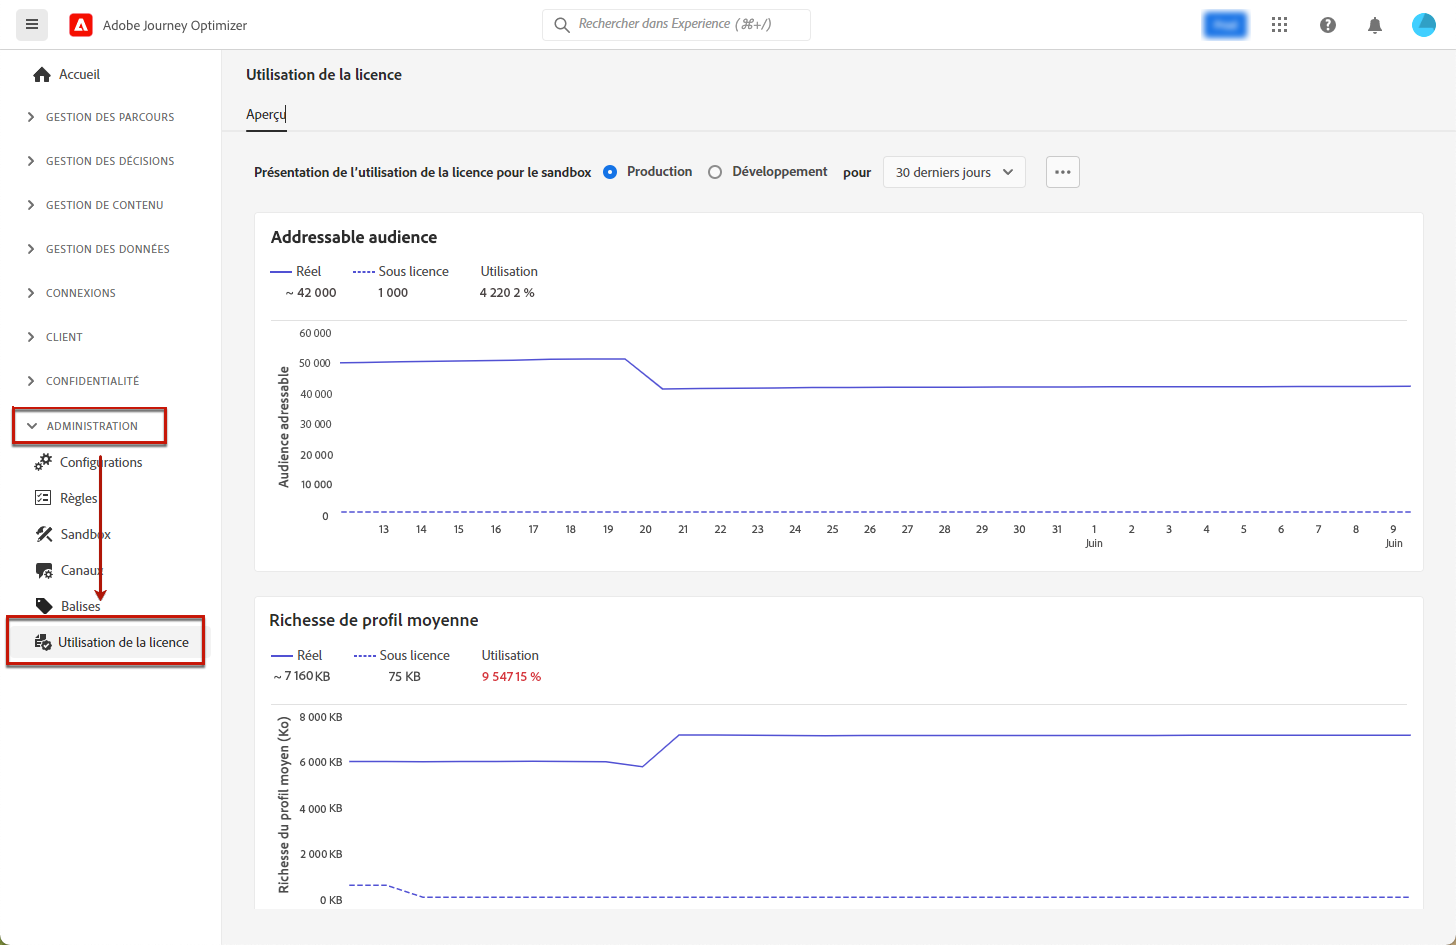 Adobe Journey Optimizer
Rechercher dans Experience (⌘+/)
Accueil
GESTION DES PARCOURS
GESTION DES DÉCISIONS
GESTION DE CONTENU
GESTION DES DONNÉES
CONNEXIONS
CLIENT
CONFIDENTIALITÉ
ADMINISTRATION
Configurations
Règles
Sandbox
Canaux
Balises
Utilisation de la licence
Utilisation de la licence
Aperçu
Présentation de l'utilisation de la licence pour le sandbox Production Développement pour 30 derniers jours
Addressable audience
Réel Sous licence Utilisation
~ 42 000 1 000 4 220 2 %
Audience adressable
60 000
50 000
40 000
30 000
20 000
10 000
0
13 14 15 16 17 18 19 20 21 22 23 24 25 26 27 28 29 30 31 1 2 3 4 5 6 7 8 9
Juin Juin
Richesse de profil moyenne
Réel Sous licence Utilisation
~ 7 160 KB 75 KB 9 547 15 %
Richesse du profil moyen (Ko)
8 000 KB
6 000 KB
4 000 KB
2 000 KB
0 KB